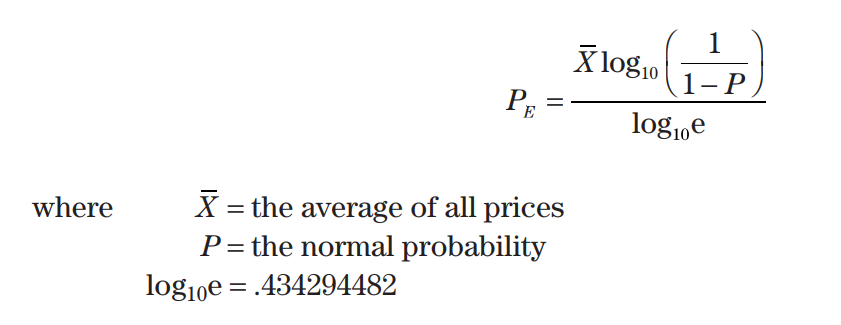 P_E = X̄ log₁₀ (1 / (1 – P)) / log₁₀e
where X̄ = the average of all prices
P = the normal probability
log₁₀e = .434294482